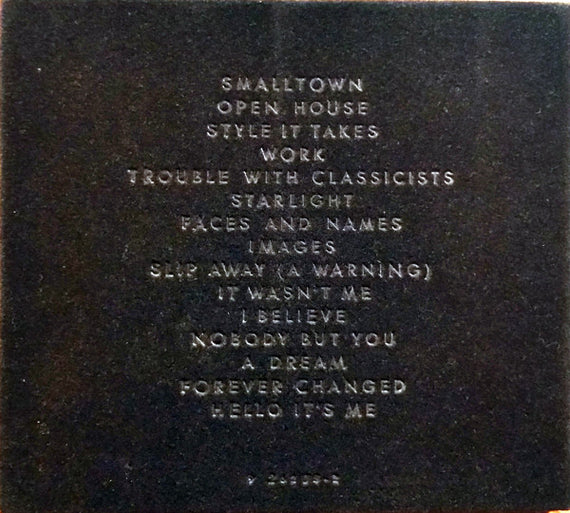 SMALLTOWN
OPEN HOUSE
STYLE IT TAKES
WORK
TROUBLE WITH CLASSICISTS
STARLIGHT
FACES AND NAMES
IMAGES
SLIP AWAY (A WARNING)
IT WASN'T ME
I BELIEVE
NOBODY BUT YOU
A DREAM
FOREVER CHANGED
HELLO IT'S ME